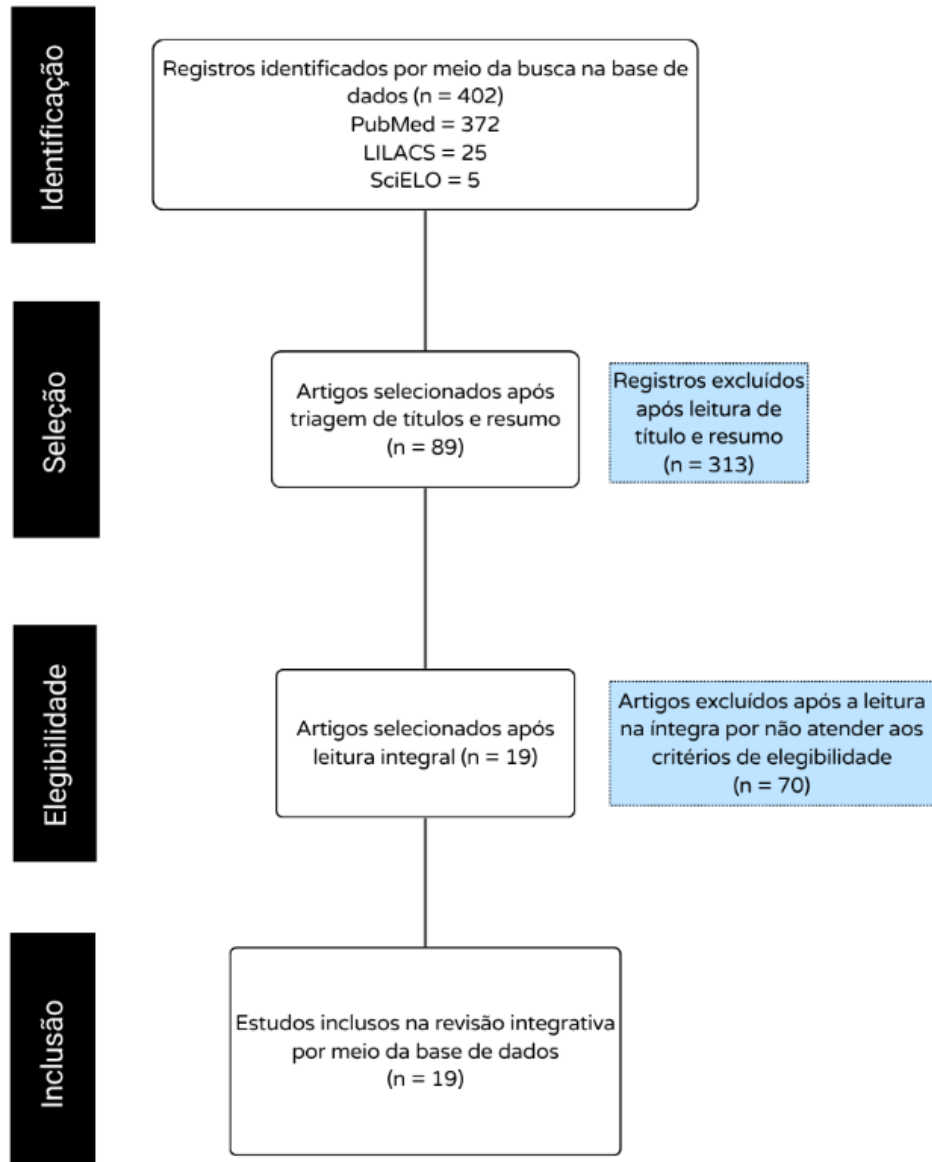 Identificação
Registros identificados por meio da busca na base de
dados (n = 402)
PubMed = 372
LILACS = 25
SciELO = 5
Seleção
Artigos selecionados após
triagem de títulos e resumo
(n = 89)
Registros excluídos
após leitura de
título e resumo
(n = 313)
Elegibilidade
Artigos selecionados após
leitura integral (n = 19)
Artigos excluídos após a leitura
na íntegra por não atender aos
critérios de elegibilidade
(n = 70)
Inclusão
Estudos inclusos na revisão integrativa
por meio da base de dados
(n = 19)